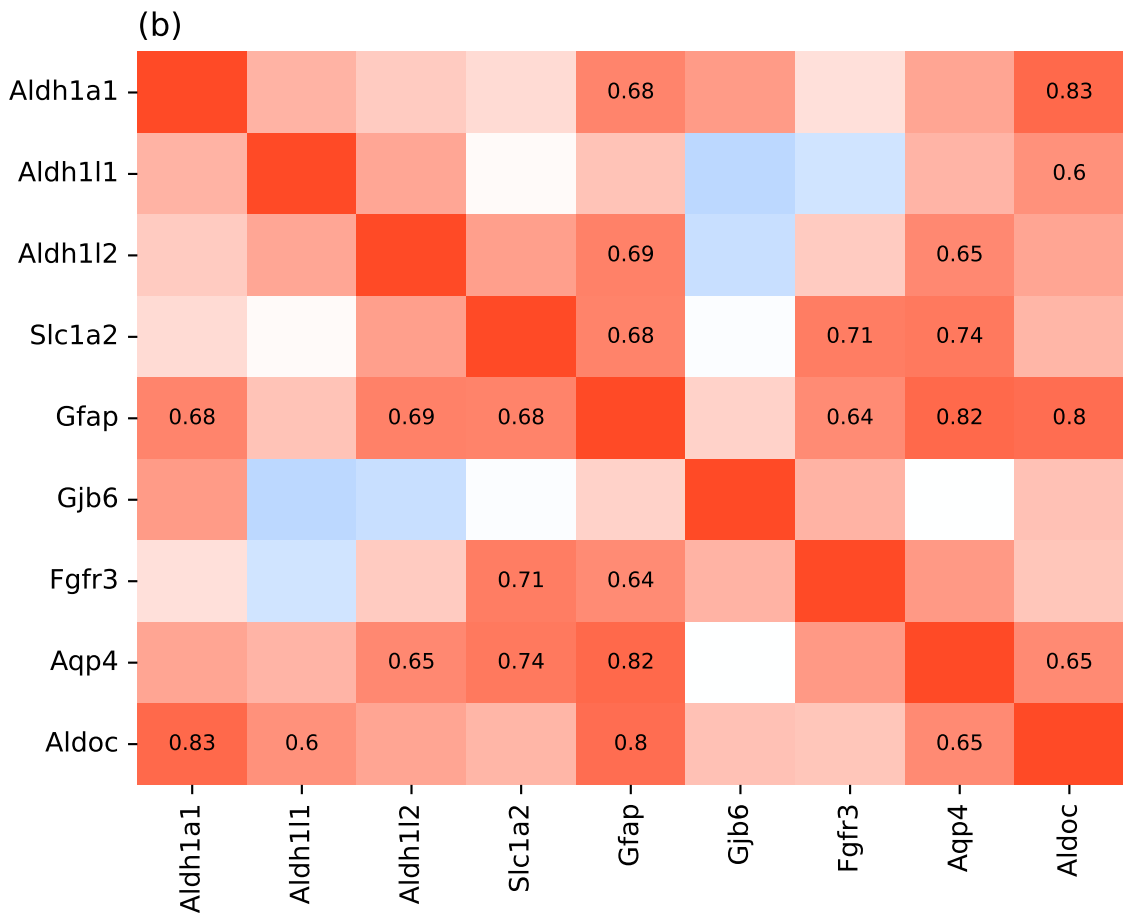 (b)
Aldh1a1 0.68 0.83
Aldh1l1 0.6
Aldh1l2 0.69 0.65
Slc1a2 0.68 0.71 0.74
Gfap 0.68 0.69 0.68 0.64 0.82 0.8
Gjb6
Fgfr3 0.71 0.64
Aqp4 0.65 0.74 0.82 0.65
Aldoc 0.83 0.6 0.8 0.65
Aldh1a1 Aldh1l1 Aldh1l2 Slc1a2 Gfap Gjb6 Fgfr3 Aqp4 Aldoc